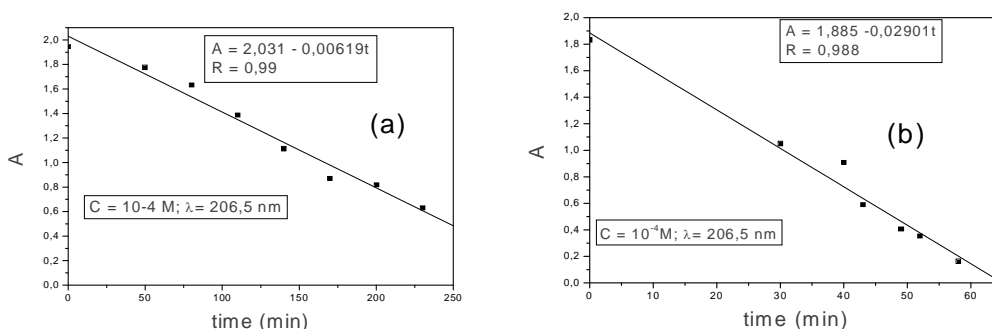 2,0
1,8
1,6
1,4
1,2
1,0
0,8
0,6
0,4
0,2
0,0
A
A = 2,031 - 0,00619t
R = 0,99
(a)
C = 10-4 M; λ= 206,5 nm
0
50
100
150
200
250
time (min)
2,0
1,8
1,6
1,4
1,2
1,0
0,8
0,6
0,4
0,2
0,0
A
A = 1,885 -0,02901t
R = 0,988
(b)
C = 10⁻⁴M; λ= 206,5 nm
0
10
20
30
40
50
60
time (min)